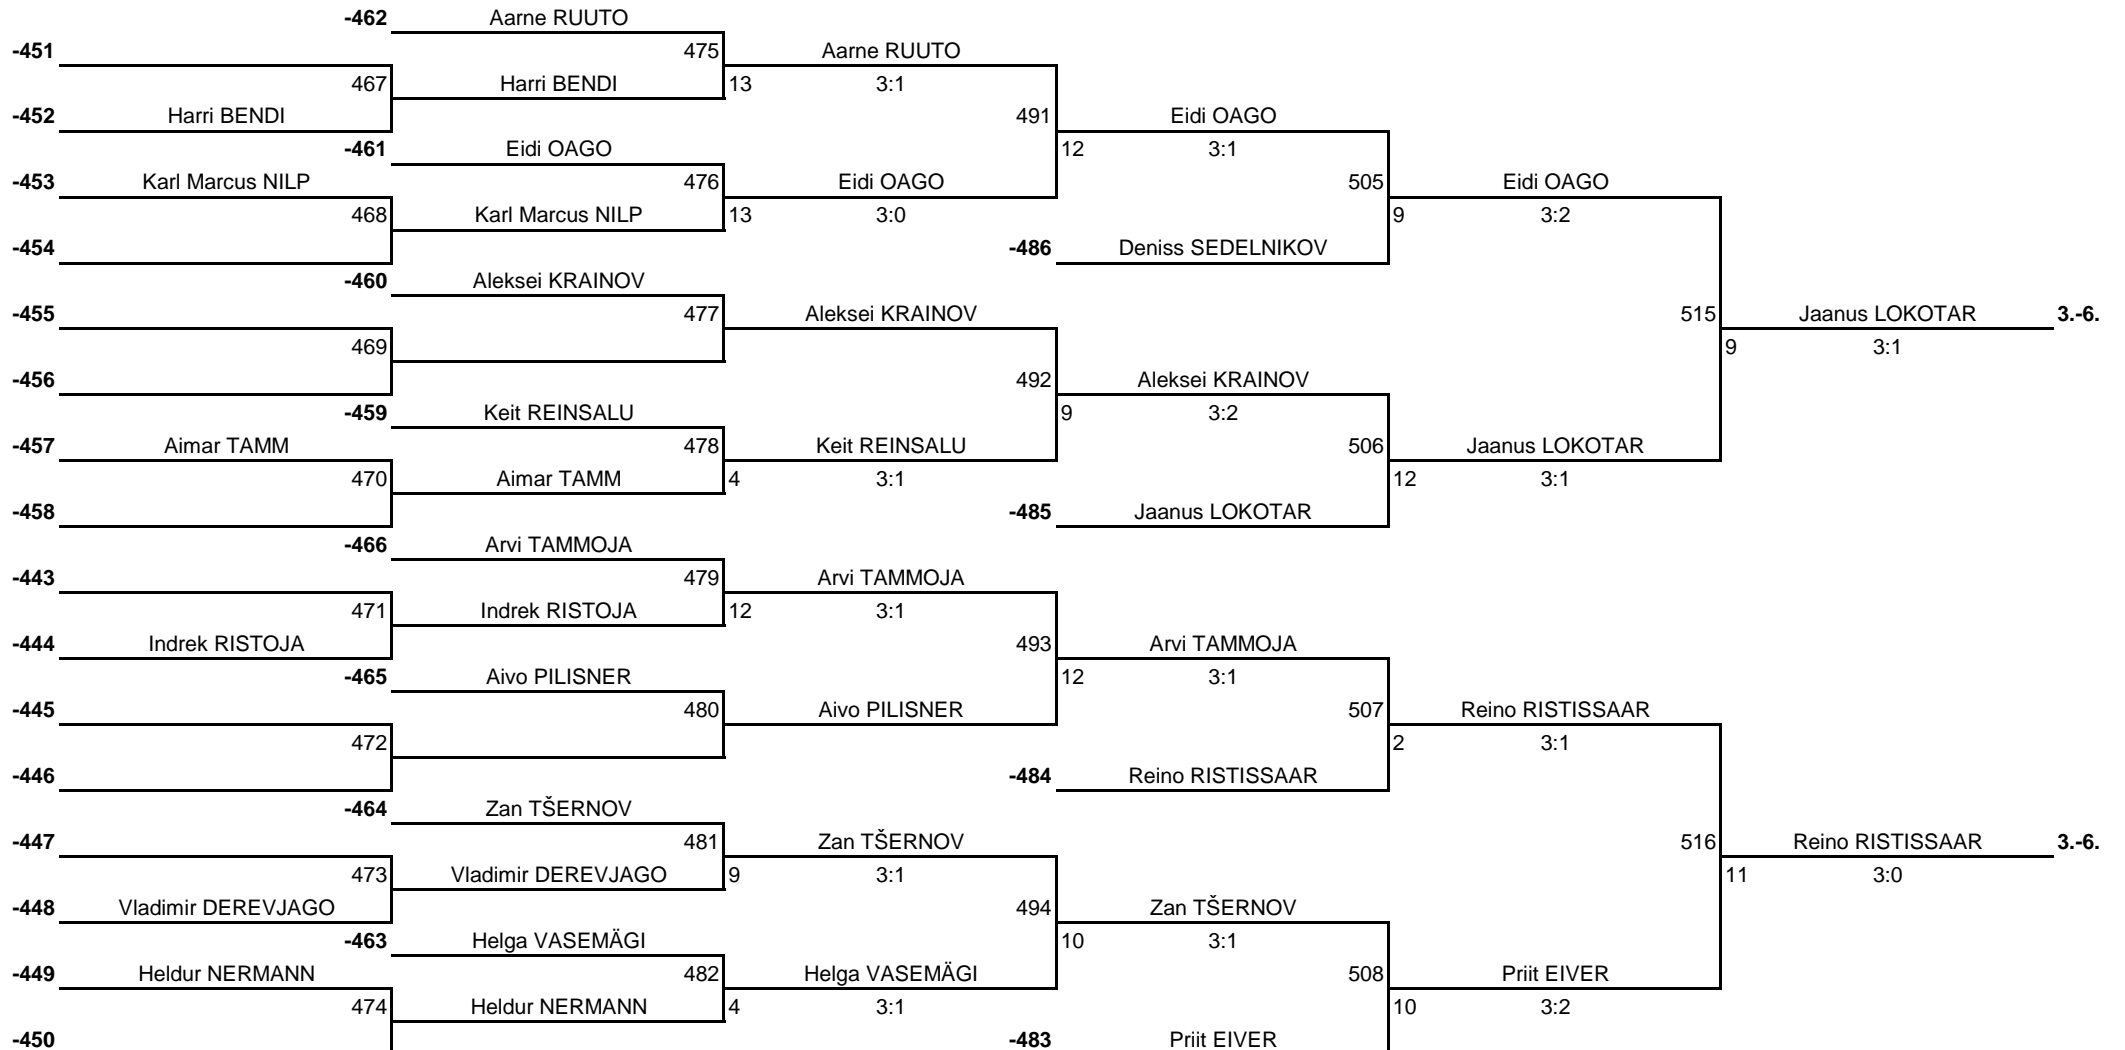 -462 Aarne RUUTO
-451 475 Aarne RUUTO
467 Harri BENDI 13 3:1
-452 Harri BENDI 491 Eidi OAGO
-461 Eidi OAGO 12 3:1
-453 Karl Marcus NILP 476 Eidi OAGO 505 Eidi OAGO
468 Karl Marcus NILP 13 3:0 9 3:2
-454 -486 Deniss SEDELNIKOV
-460 Aleksei KRAINOV
-455 477 Aleksei KRAINOV 515 Jaanus LOKOTAR 3.-6.
469 9 3:1
-456 492 Aleksei KRAINOV
-459 Keit REINSALU 9 3:2
-457 Aimar TAMM 478 Keit REINSALU 506 Jaanus LOKOTAR
470 Aimar TAMM 4 3:1 12 3:1
-458 -485 Jaanus LOKOTAR
-466 Arvi TAMMOJA
-443 479 Arvi TAMMOJA
471 Indrek RISTOJA 12 3:1
-444 Indrek RISTOJA 493 Arvi TAMMOJA
-465 Aivo PILISNER 12 3:1
-445 480 Aivo PILISNER 507 Reino RISTISSAAR
472 2 3:1
-446 -484 Reino RISTISSAAR
-464 Zan TŠERNOV
-447 481 Zan TŠERNOV 516 Reino RISTISSAAR 3.-6.
473 Vladimir DEREVJAGO 9 3:1 11 3:0
-448 Vladimir DEREVJAGO 494 Zan TŠERNOV
-463 Helga VASEMÄGI 10 3:1
-449 Heldur NERMANN 482 Helga VASEMÄGI 508 Priit EIVER
474 Heldur NERMANN 4 3:1 10 3:2
-450 -483 Priit EIVER